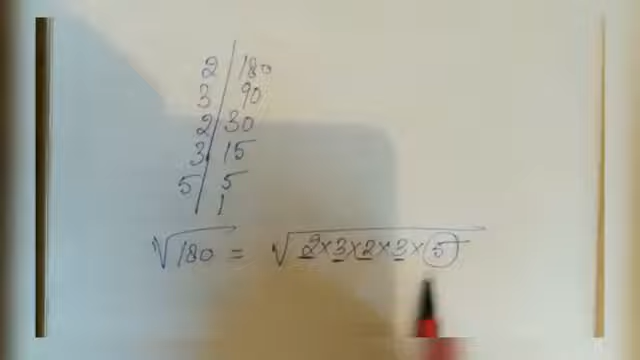 2 | 180
3 | 90
2 | 30
3 | 15
5 | 5
1
√180 = √2×3×2×3×5